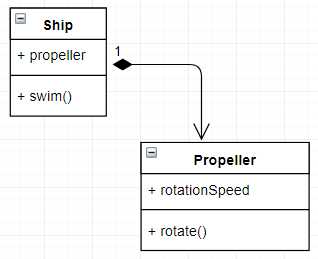 Ship
+ propeller
+ swim()
1
Propeller
+ rotationSpeed
+ rotate()